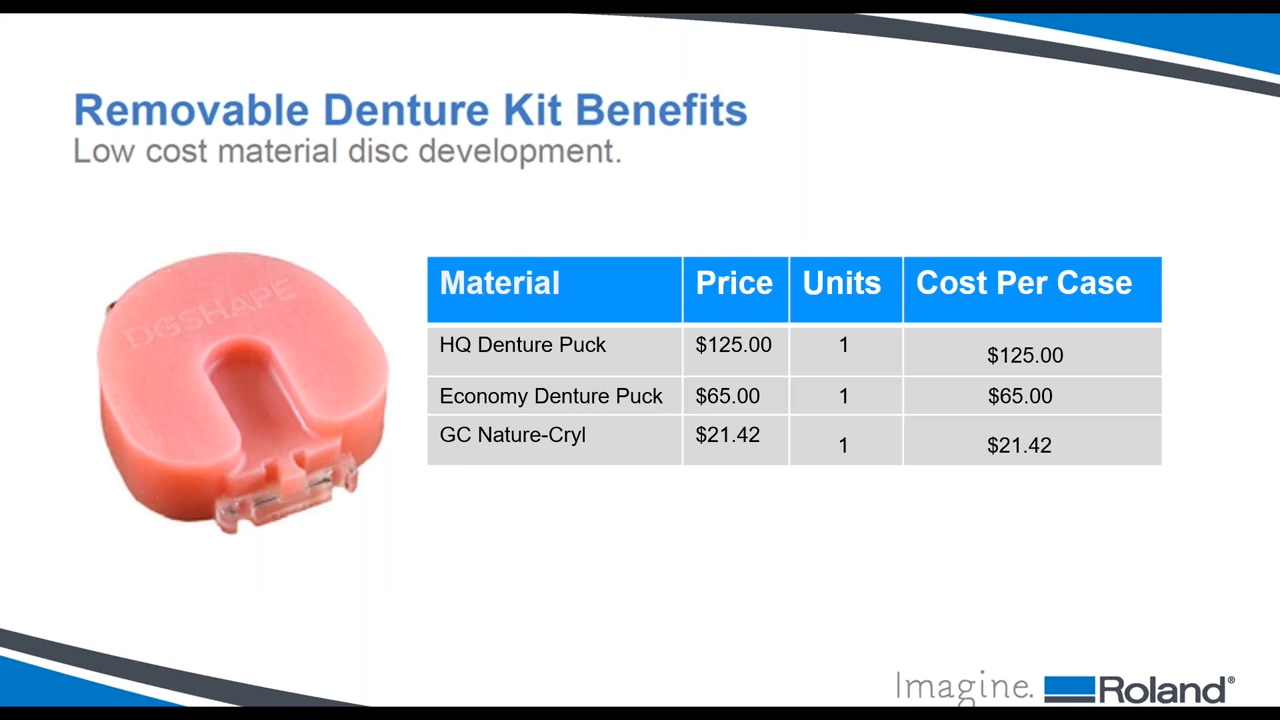 Removable Denture Kit Benefits
Low cost material disc development.
DGSHAPE
Material Price Units Cost Per Case
HQ Denture Puck $125.00 1 $125.00
Economy Denture Puck $65.00 1 $65.00
GC Nature-Cryl $21.42 1 $21.42
Imagine. Roland®